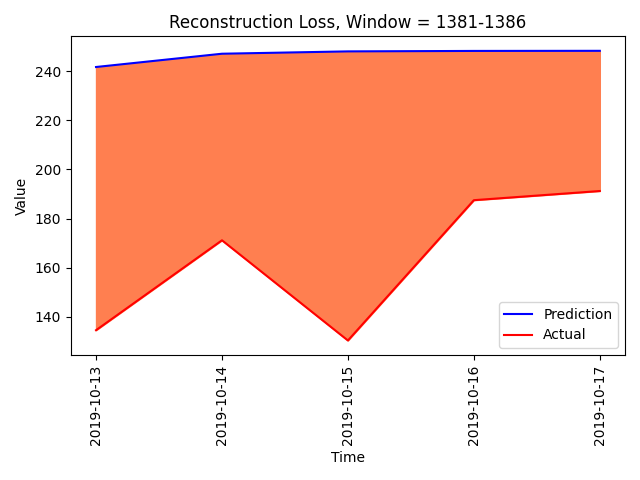 Reconstruction Loss, Window = 1381-1386
Value
240
220
200
180
160
140
Prediction
Actual
2019-10-13
2019-10-14
2019-10-15
2019-10-16
2019-10-17
Time